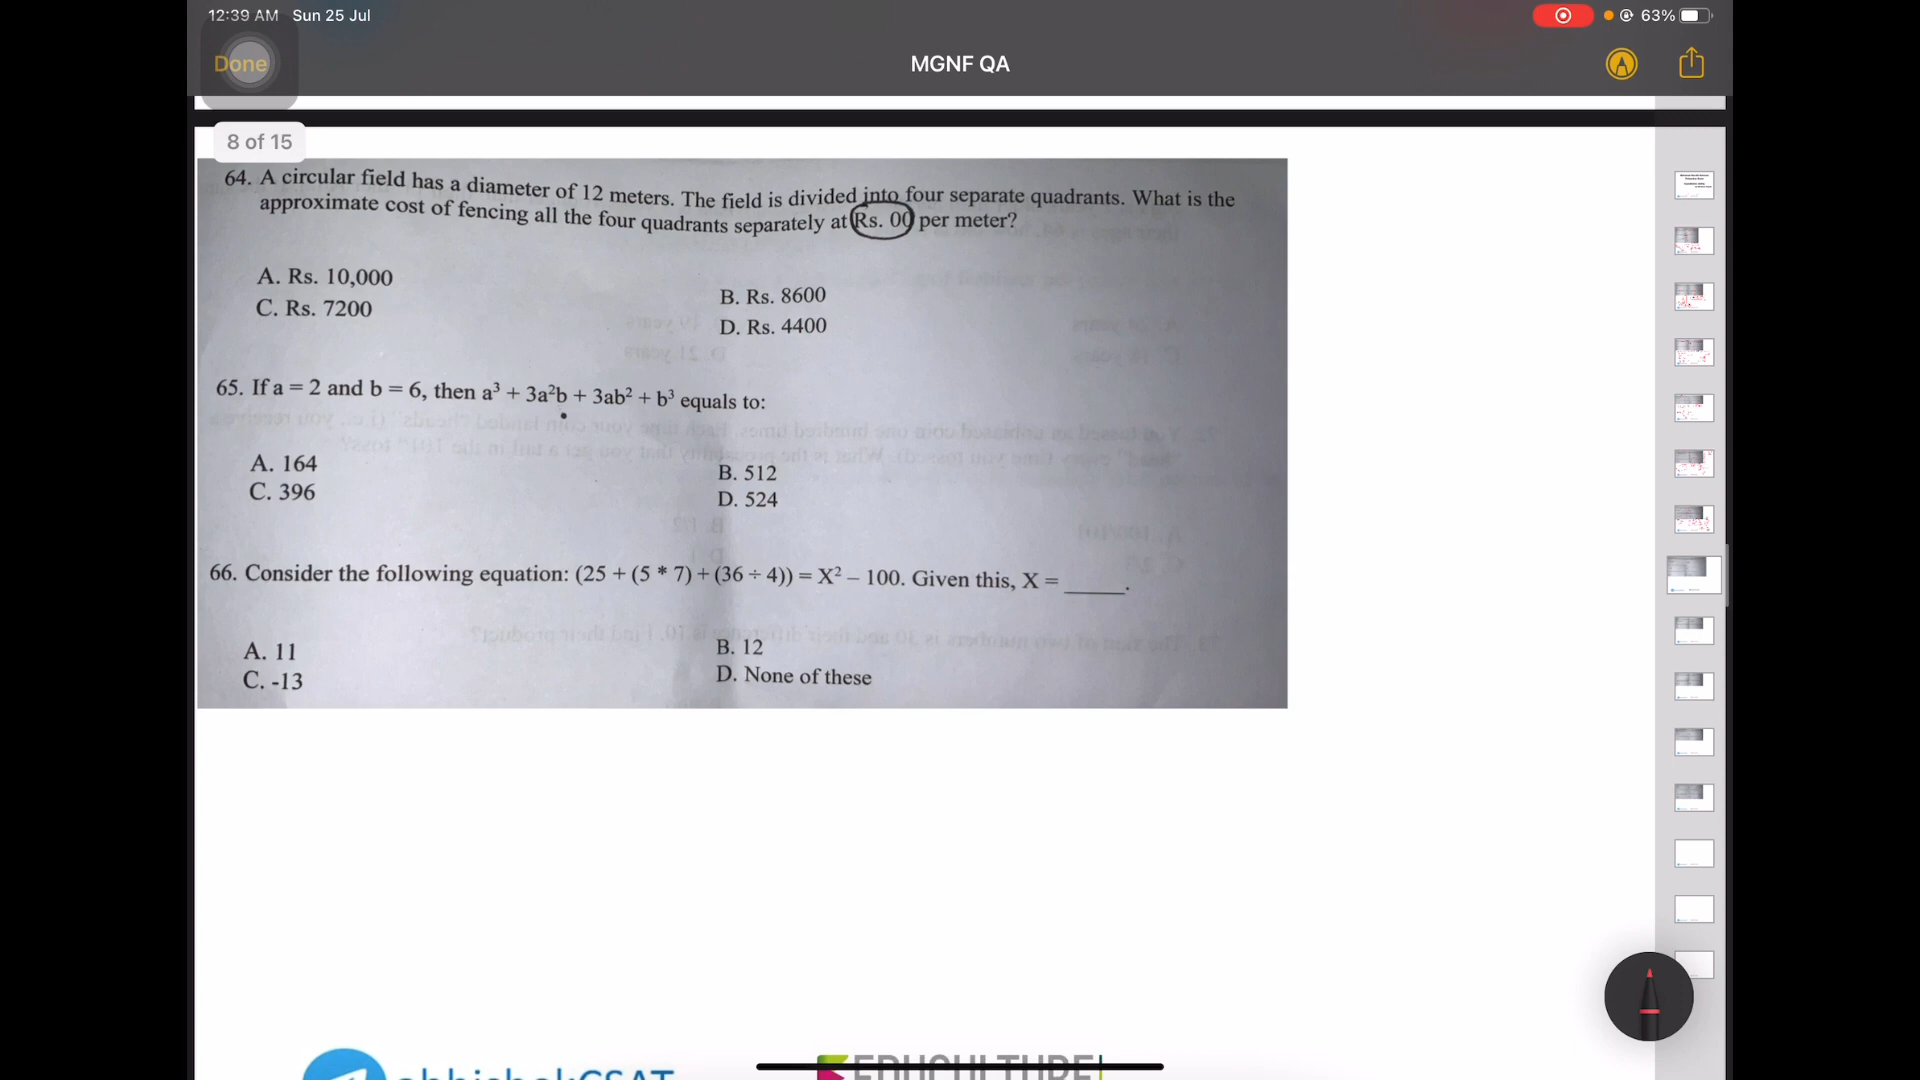 12:39 AM Sun 25 Jul
63%
Done
MGNF QA
8 of 15
64. A circular field has a diameter of 12 meters. The field is divided into four separate quadrants. What is the
approximate cost of fencing all the four quadrants separately at Rs. 00 per meter?
A. Rs. 10,000
B. Rs. 8600
C. Rs. 7200
D. Rs. 4400
65. If a = 2 and b = 6, then a³ + 3a²b + 3ab² + b³ equals to:
A. 164
B. 512
C. 396
D. 524
66. Consider the following equation: (25 + (5 * 7) + (36 ÷ 4)) = X² – 100. Given this, X = ______.
A. 11
B. 12
C. -13
D. None of these
abhishekCSAT
EDUCULTURE